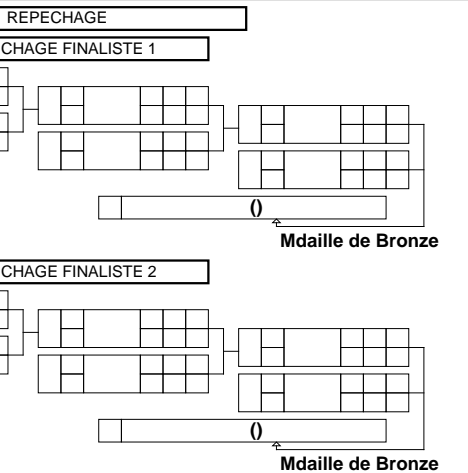 REPECHAGE
CHAGE FINALISTE 1
()
Mdaille de Bronze
CHAGE FINALISTE 2
()
Mdaille de Bronze